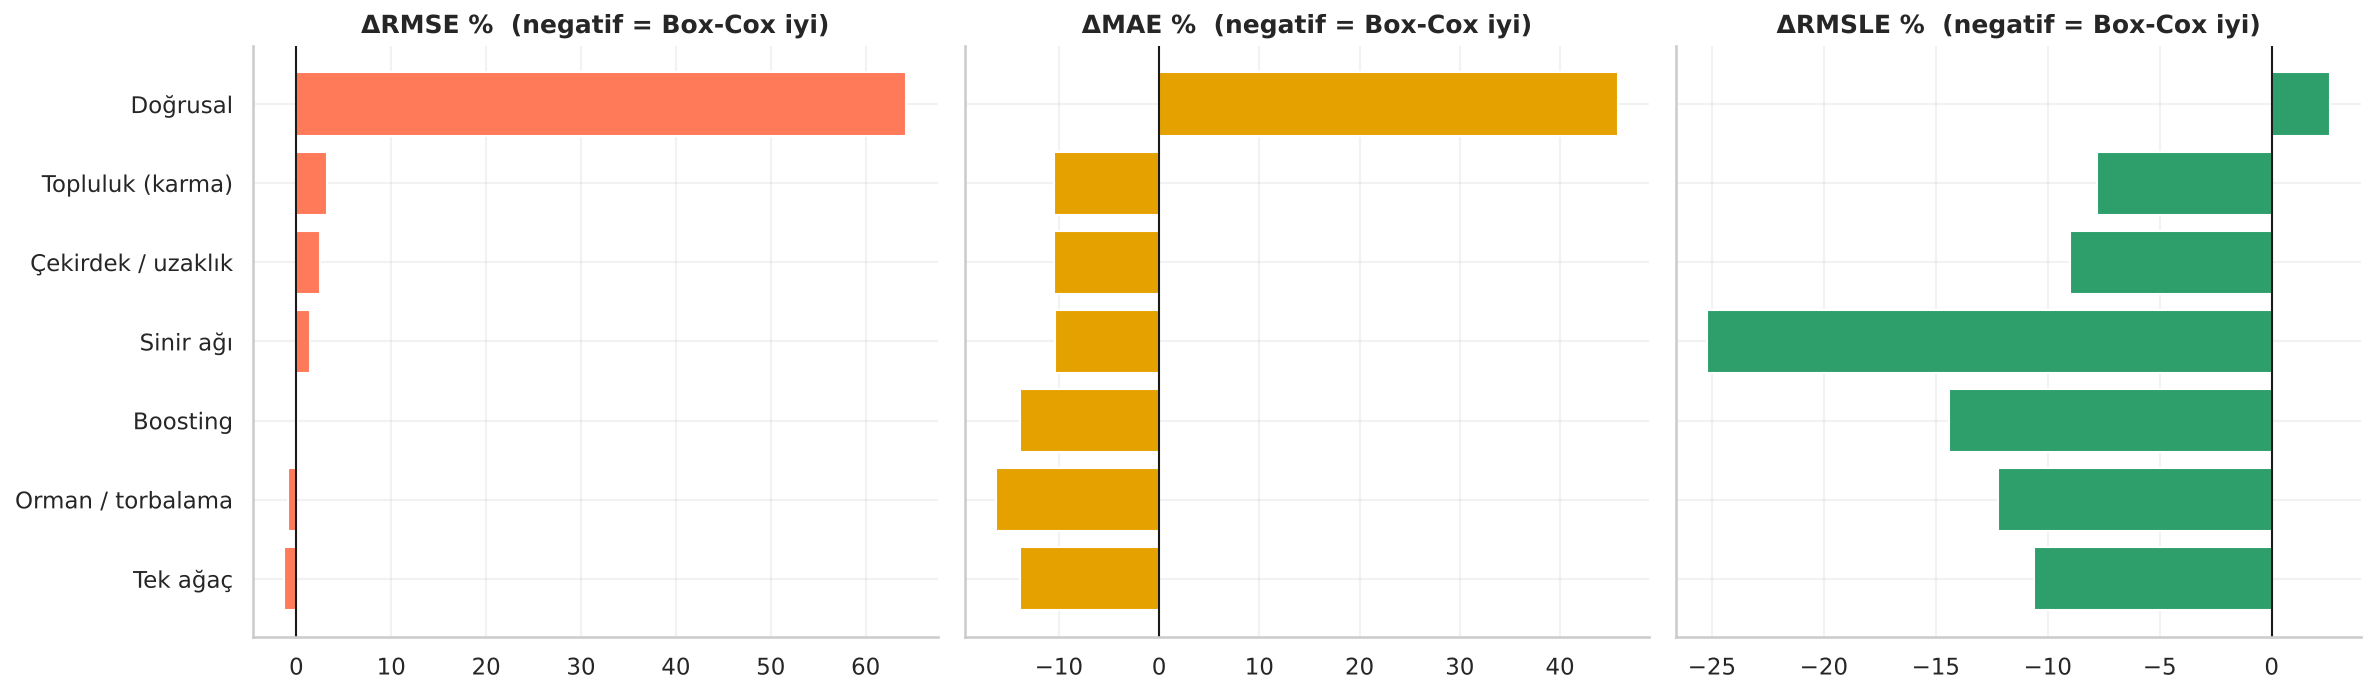 ΔRMSE %  (negatif = Box-Cox iyi)
ΔMAE %  (negatif = Box-Cox iyi)
ΔRMSLE %  (negatif = Box-Cox iyi)
Doğrusal
Topluluk (karma)
Çekirdek / uzaklık
Sinir ağı
Boosting
Orman / torbalama
Tek ağaç
0 10 20 30 40 50 60
−10 0 10 20 30 40
−25 −20 −15 −10 −5 0